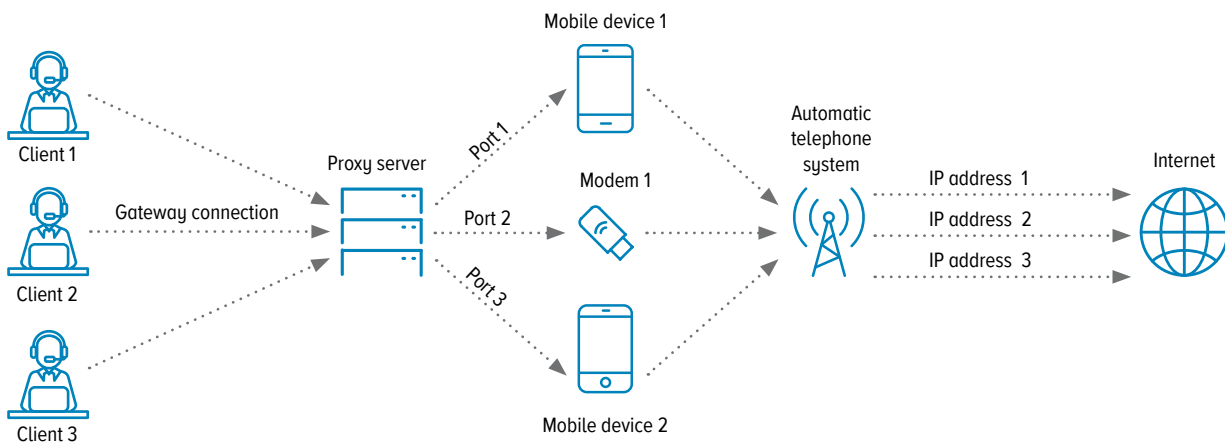 Mobile device 1
Client 1
Proxy server
Port 1
Automatic
telephone
system
Internet
Modem 1
IP address 1
Gateway connection
Port 2
IP address 2
IP address 3
Client 2
Port 3
Client 3
Mobile device 2